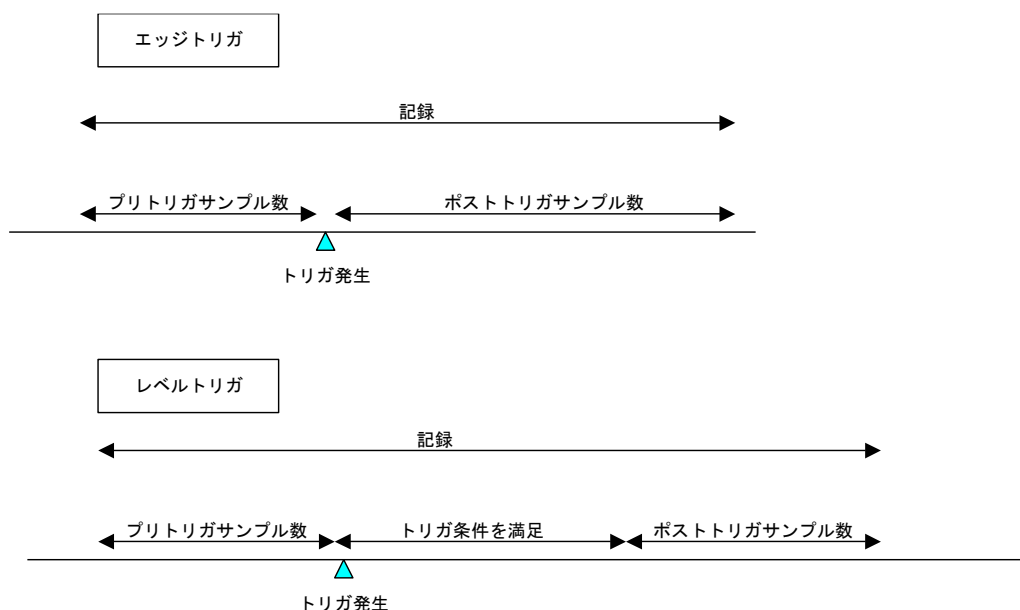 エッジトリガ
記録
プリトリガサンプル数
ポストトリガサンプル数
トリガ発生
レベルトリガ
記録
プリトリガサンプル数
トリガ条件を満足
ポストトリガサンプル数
トリガ発生